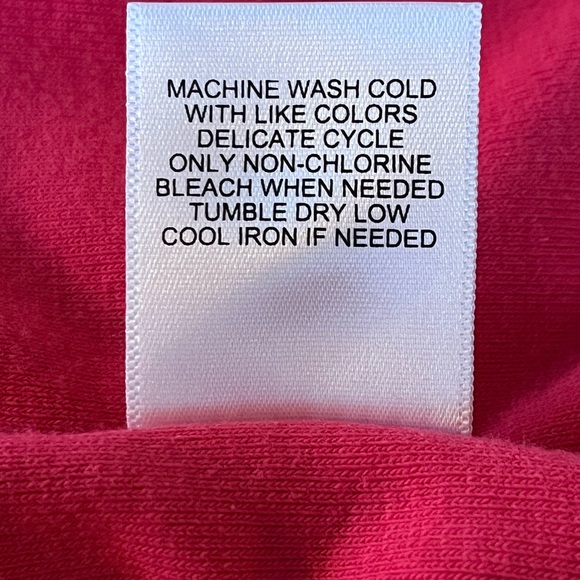 MACHINE WASH COLD
WITH LIKE COLORS
DELICATE CYCLE
ONLY NON-CHLORINE
BLEACH WHEN NEEDED
TUMBLE DRY LOW
COOL IRON IF NEEDED